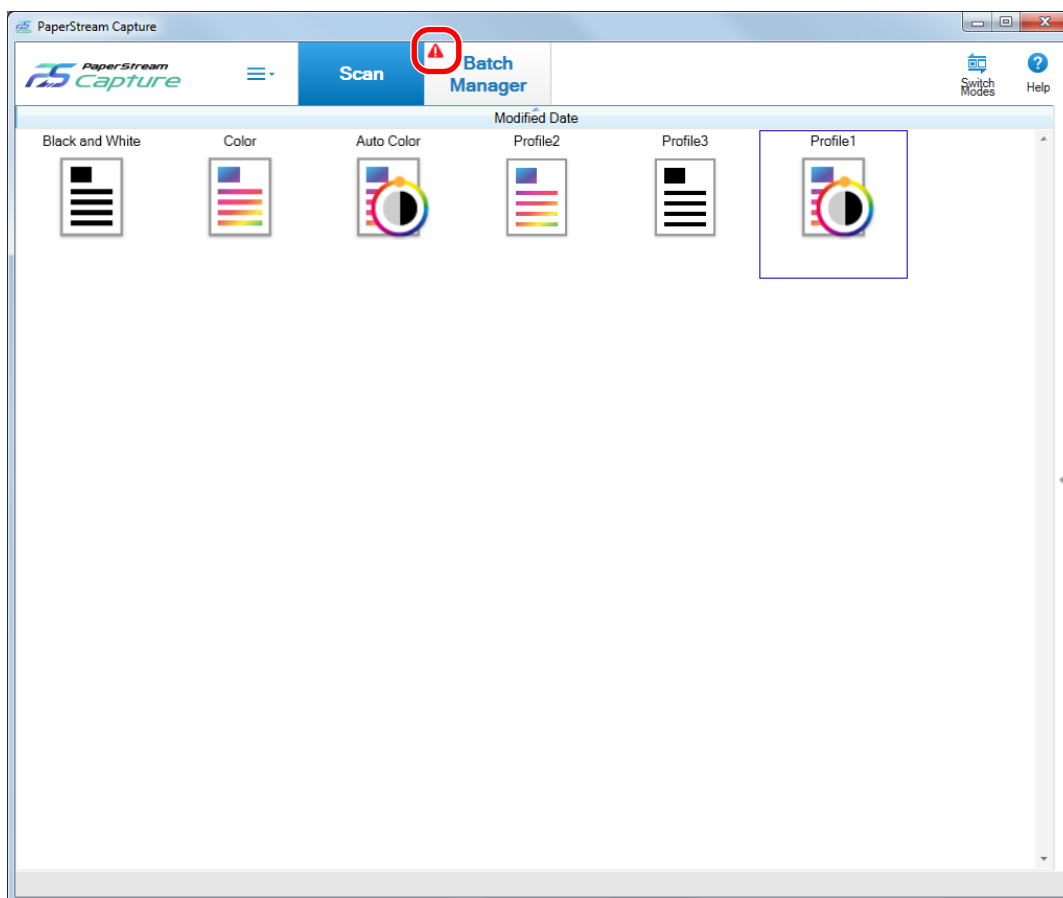 PaperStream Capture
PaperStream
Capture
Scan
Batch
Manager
Switch
Modes
Help
Modified Date
Black and White
Color
Auto Color
Profile2
Profile3
Profile1